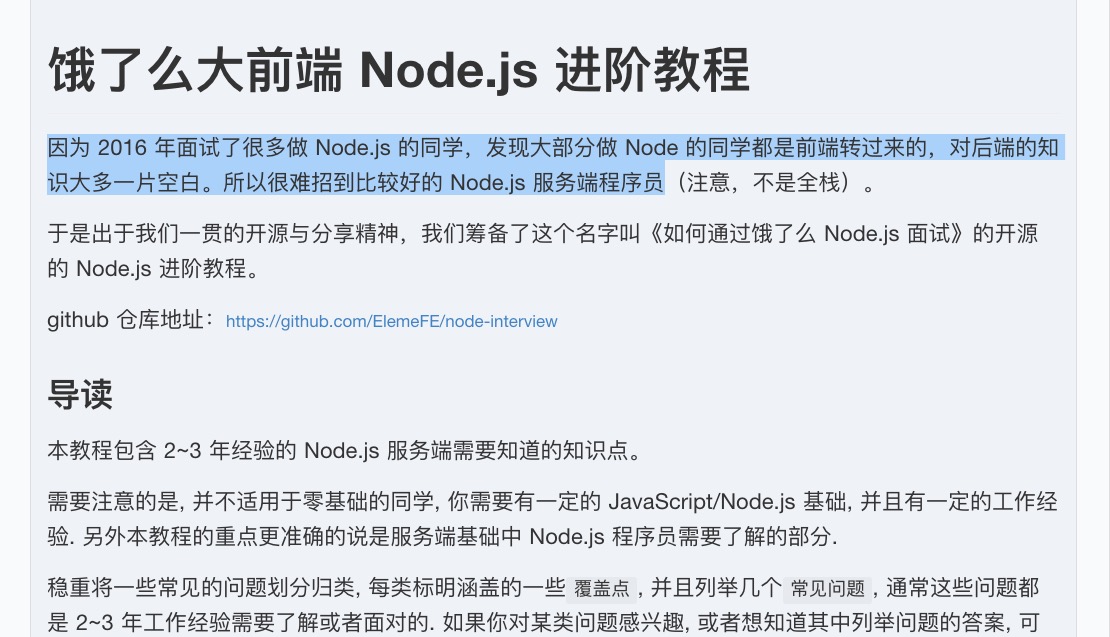 饿了么大前端 Node.js 进阶教程
因为 2016 年面试了很多做 Node.js 的同学，发现大部分做 Node 的同学都是前端转过来的，对后端的知
识大多一片空白。所以很难招到比较好的 Node.js 服务端程序员（注意，不是全栈）。
于是出于我们一贯的开源与分享精神，我们筹备了这个名字叫《如何通过饿了么 Node.js 面试》的开源
的 Node.js 进阶教程。
github 仓库地址：https://github.com/ElemeFE/node-interview
导读
本教程包含 2~3 年经验的 Node.js 服务端需要知道的知识点。
需要注意的是, 并不适用于零基础的同学, 你需要有一定的 JavaScript/Node.js 基础, 并且有一定的工作经
验. 另外本教程的重点更准确的说是服务端基础中 Node.js 程序员需要了解的部分.
稳重将一些常见的问题划分归类, 每类标明涵盖的一些 覆盖点 , 并且列举几个 常见问题 , 通常这些问题都
是 2~3 年工作经验需要了解或者面对的. 如果你对某类问题感兴趣, 或者想知道其中列举问题的答案, 可